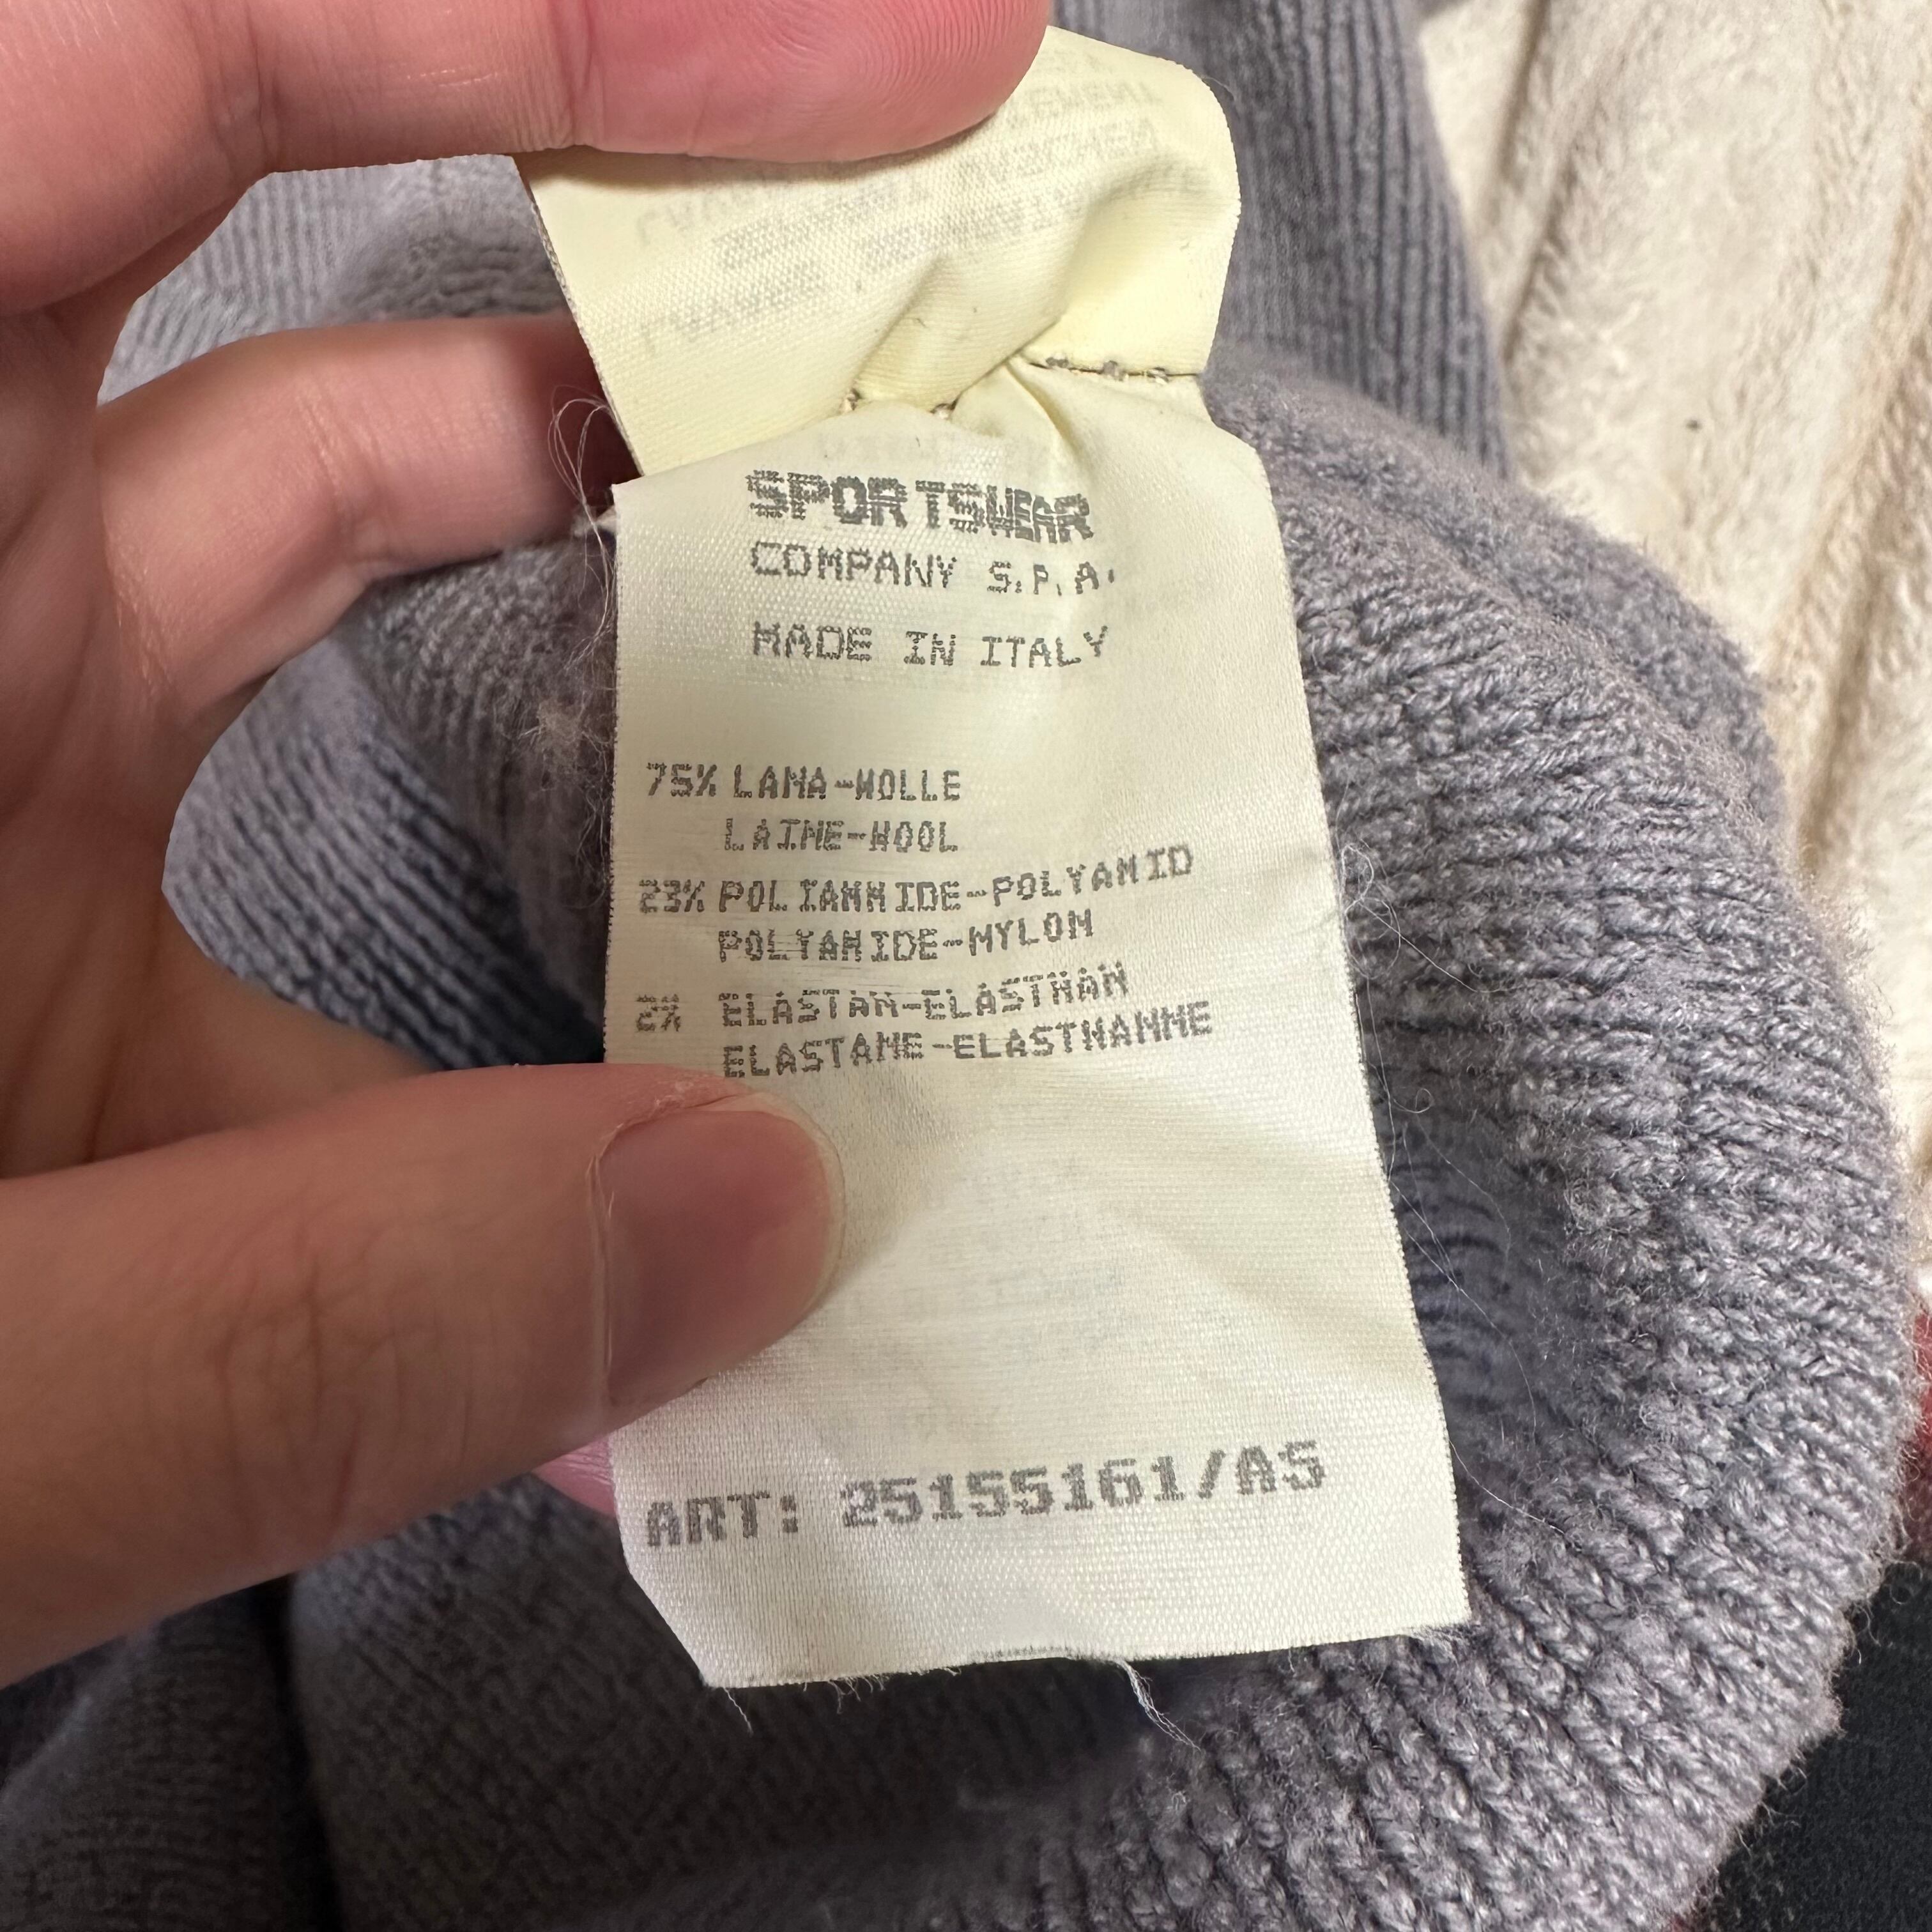 SPORTSWEAR
COMPANY S.P.A.
MADE IN ITALY
75% LANA-WOLLE
LAINE-WOOL
23% POLIAMMIDE-POLYAMID
POLYAMIDE-NYLON
2% ELASTAN-ELASTHAN
ELASTANE-ELASTHANNE
ART: 25155161/AS